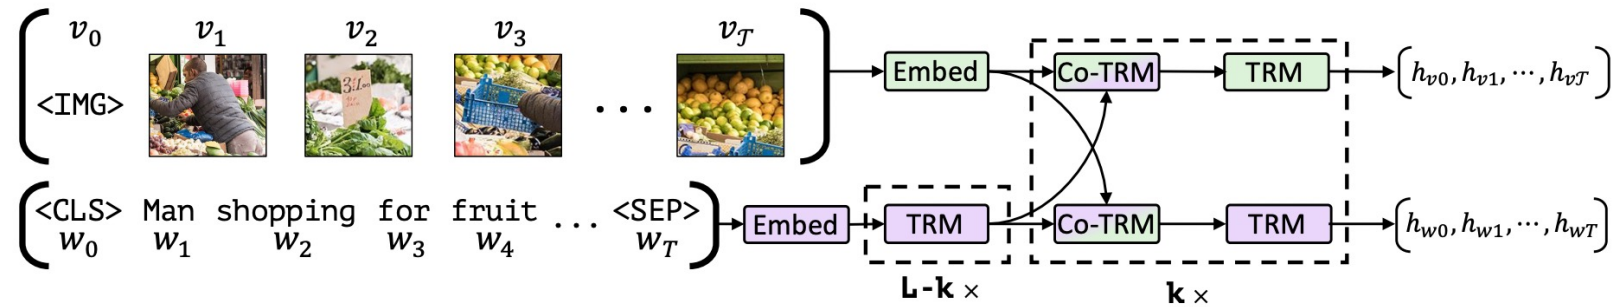 v0 v1 v2 v3 v𝒯
<IMG> ... Embed Co-TRM TRM hv0, hv1, ⋯, hv𝒯
<CLS> Man shopping for fruit ... <SEP>
w0 w1 w2 w3 w4 wT
Embed TRM Co-TRM TRM hw0, hw1, ⋯, hwT
L-k × k ×